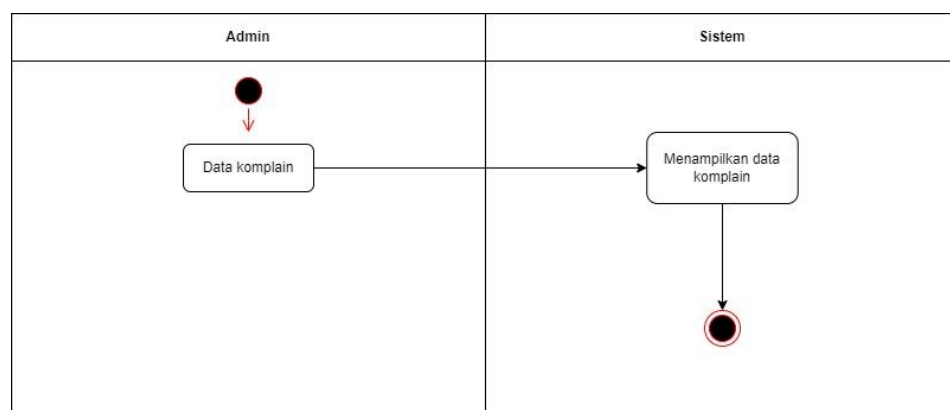 Admin
Sistem
Data komplain
Menampilkan data
komplain